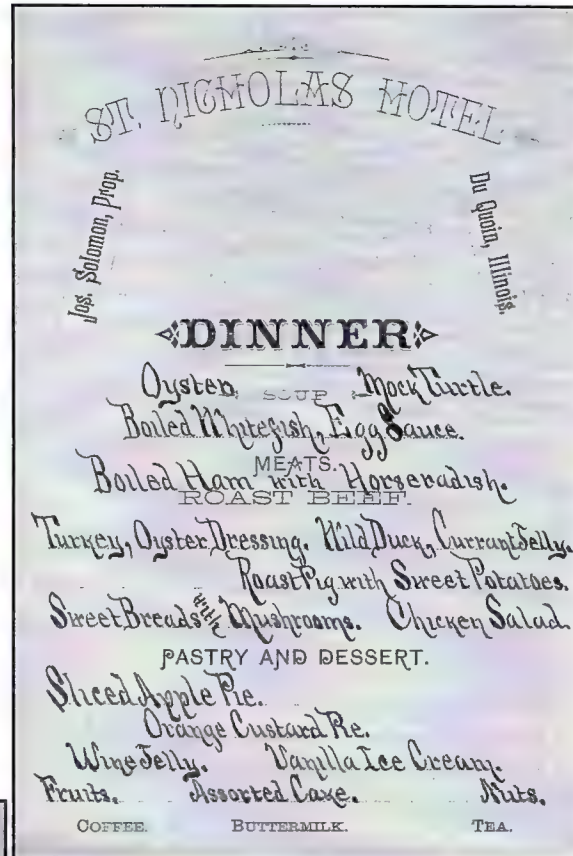 ST. NICHOLAS HOTEL
Jos. Solomon, Prop.
Du Quoin, Illinois.
DINNER
Oyster, SOUP Mock Turtle.
Boiled Whitefish, Egg Sauce.
MEATS.
Boiled Ham with Horseradish.
ROAST BEEF.
Turkey, Oyster Dressing. Wild Duck, Currant Jelly.
Roast Pig with Sweet Potatoes.
Sweet Breads with Mushrooms. Chicken Salad.
PASTRY AND DESSERT.
Sliced Apple Pie.
Orange Custard Pie.
Wine Jelly. Vanilla Ice Cream.
Fruits. Assorted Cake. Nuts.
COFFEE. BUTTERMILK. TEA.